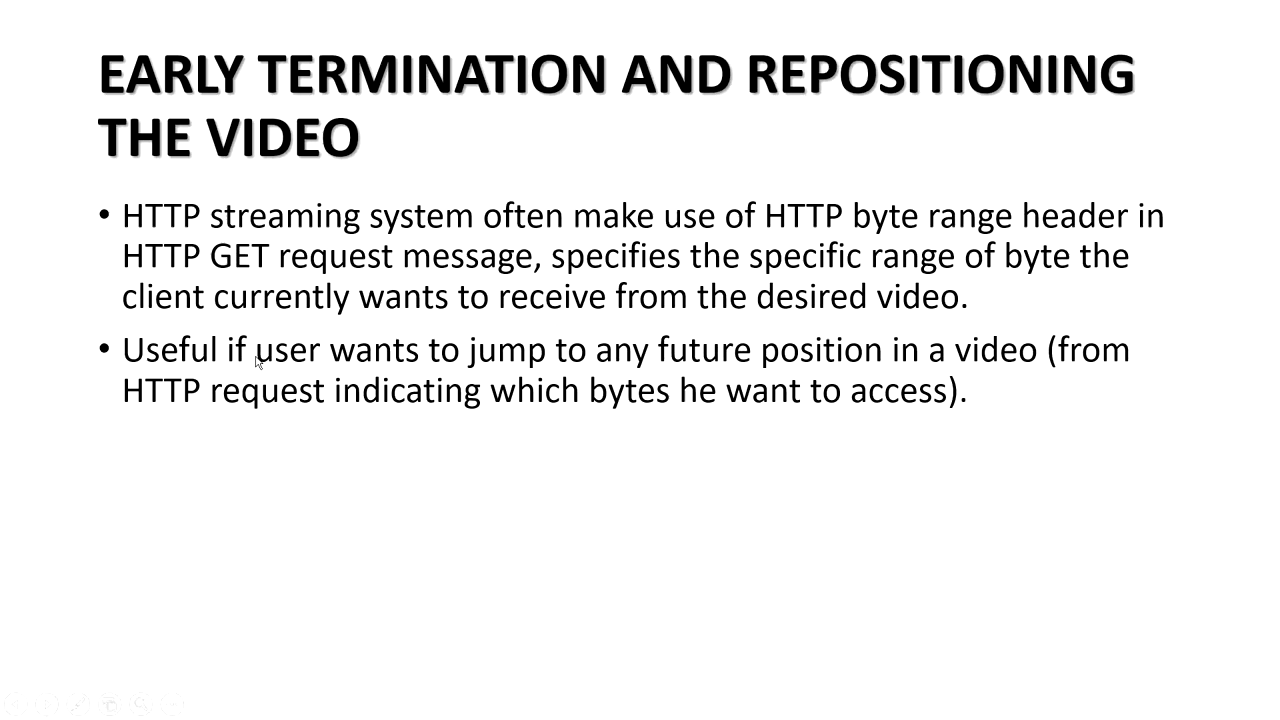 EARLY TERMINATION AND REPOSITIONING
THE VIDEO
• HTTP streaming system often make use of HTTP byte range header in
HTTP GET request message, specifies the specific range of byte the
client currently wants to receive from the desired video.
• Useful if user wants to jump to any future position in a video (from
HTTP request indicating which bytes he want to access).